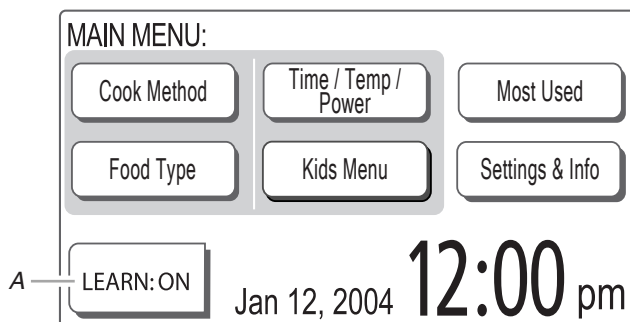 MAIN MENU:
Cook Method
Time / Temp /
Power
Most Used
Food Type
Kids Menu
Settings & Info
A
LEARN: ON
Jan 12, 2004 12:00 pm